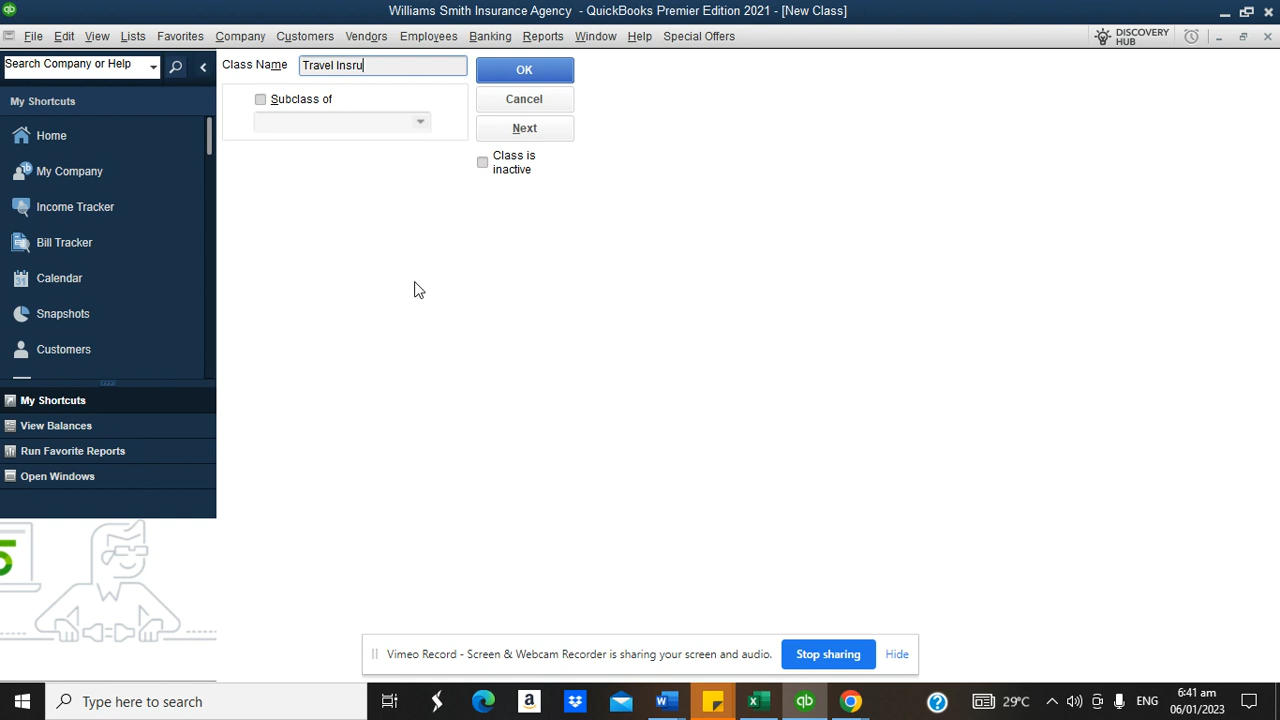 Williams Smith Insurance Agency - QuickBooks Premier Edition 2021 - [New Class]
File Edit View Lists Favorites Company Customers Vendors Employees Banking Reports Window Help Special Offers
DISCOVERY HUB
Search Company or Help
My Shortcuts
Home
My Company
Income Tracker
Bill Tracker
31
Calendar
Snapshots
Customers
My Shortcuts
View Balances
Run Favorite Reports
Open Windows
Class Name Travel Insru
Subclass of
OK
Cancel
Next
Class is
inactive
Vimeo Record - Screen & Webcam Recorder is sharing your screen and audio. Stop sharing Hide
Type here to search
29°C
ENG
6:41 am
06/01/2023